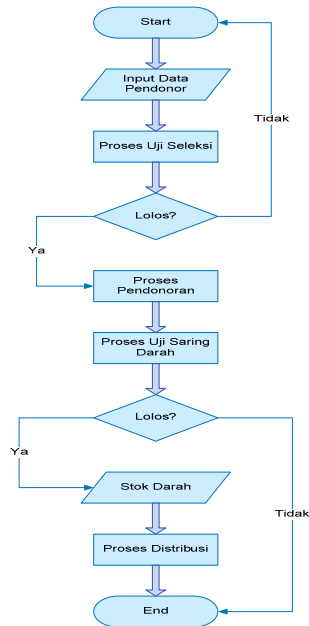 Start
Input Data
Pendonor
Tidak
Proses Uji Seleksi
Lolos?
Ya
Proses
Pendonoran
Proses Uji Saring
Darah
Lolos?
Ya
Stok Darah
Tidak
Proses Distribusi
End